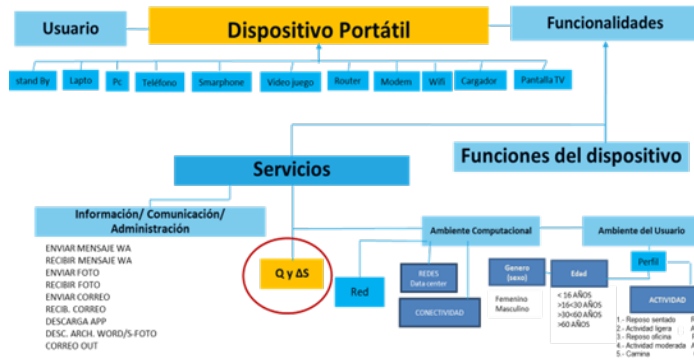 Usuario
Dispositivo Portátil
Funcionalidades
stand By
Lapto
Pc
Teléfono
Smarphone
Video juego
Router
Modem
Wifi
Cargador
Pantalla TV
Servicios
Funciones del dispositivo
Información/ Comunicación/
Administración
ENVIAR MENSAJE WA
RECIBIR MENSAJE WA
ENVIAR FOTO
RECIBIR FOTO
ENVIAR CORREO
RECIB. CORREO
DESCARGA APP
DESC. ARCH. WORD/S-FOTO
CORREO OUT
Q y ΔS
Ambiente Computacional
Red
REDES
Data center
CONECTIVIDAD
Ambiente del Usuario
Perfil
Genero
(sexo)
Femenino
Masculino
Edad
< 16 AÑOS
>16<30 AÑOS
>30<60 AÑOS
>60 AÑOS
ACTIVIDAD
1.- Reposo sentado
2 - Actividad ligera
3 - Reposo oficina
4 - Actividad moderada
5 - Camina